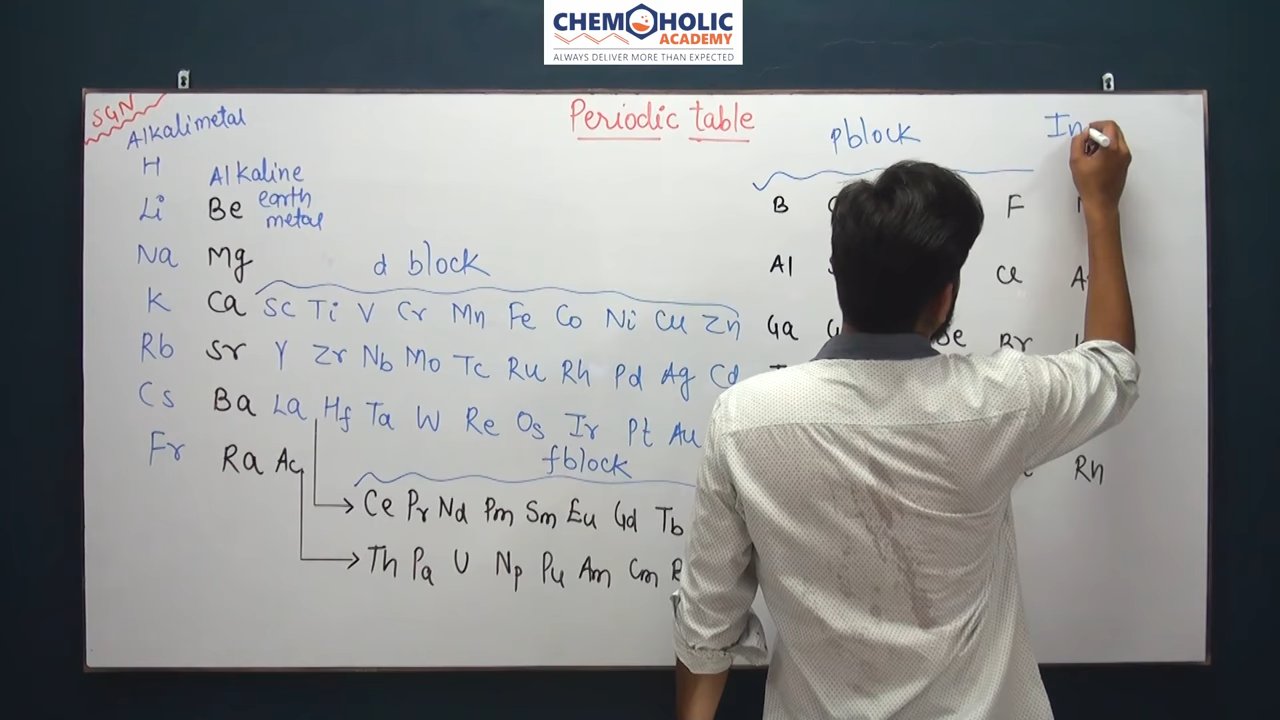 CHEMOHOLIC
ACADEMY
ALWAYS DELIVER MORE THAN EXPECTED
SGN
Periodic table
Alkalimetal
pblock
In
H
Alkaline
earth
metal
Li Be
B F
Na Mg
d block
Al Cl
K Ca Sc Ti V Cr Mn Fe Co Ni Cu Zn
Ga Br
Rb Sr Y Zr Nb Mo Tc Ru Rh Pd Ag Cd
Cs Ba La Hf Ta W Re Os Ir Pt Au
Fr Ra Ac
fblock
Rn
Ce Pr Nd Pm Sm Eu Gd Tb
Th Pa U Np Pu Am Cm